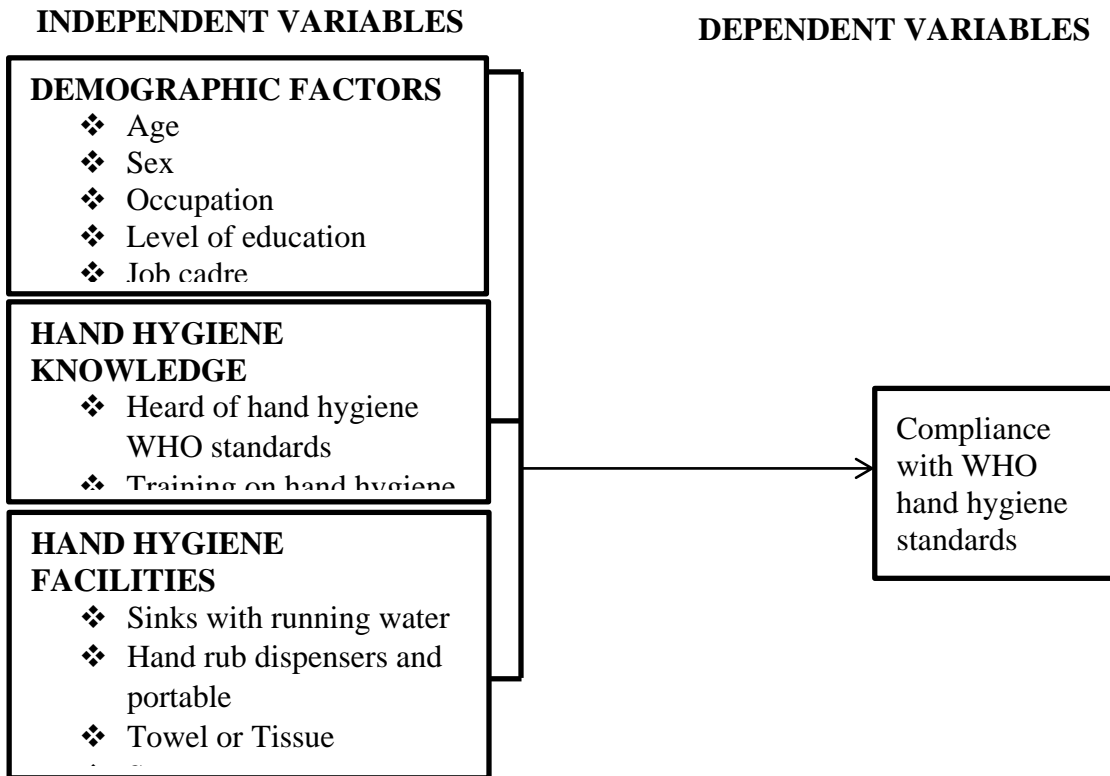 INDEPENDENT VARIABLES
DEPENDENT VARIABLES
DEMOGRAPHIC FACTORS
❖ Age
❖ Sex
❖ Occupation
❖ Level of education
❖ Job cadre
HAND HYGIENE
KNOWLEDGE
❖ Heard of hand hygiene
WHO standards
❖ Training on hand hygiene
HAND HYGIENE
FACILITIES
❖ Sinks with running water
❖ Hand rub dispensers and
portable
❖ Towel or Tissue
Compliance
with WHO
hand hygiene
standards